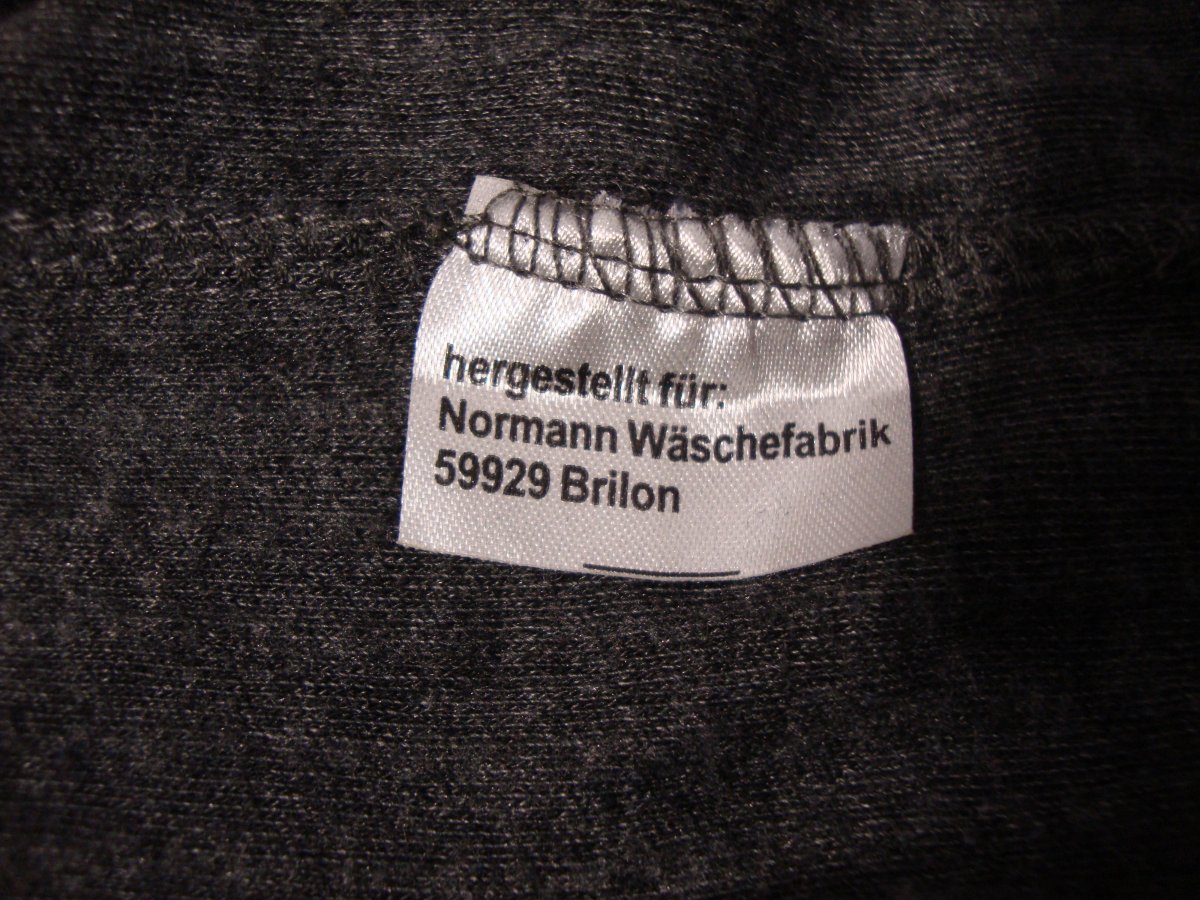 hergestellt für:
Normann Wäschefabrik
59929 Brilon